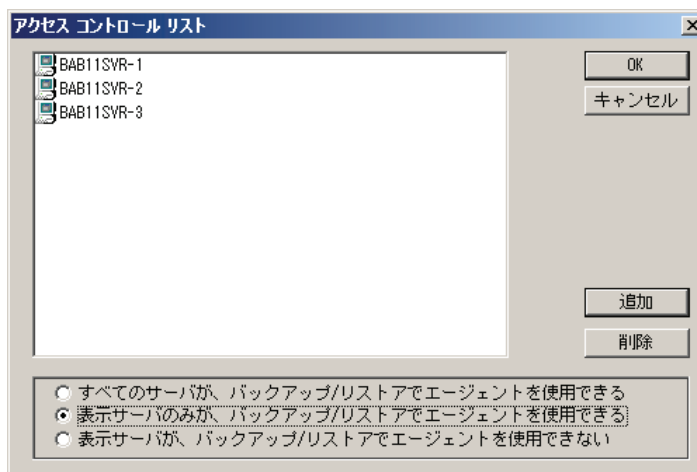 アクセス コントロール リスト
BAB11SVR-1
BAB11SVR-2
BAB11SVR-3
OK
キャンセル
追加
削除
すべてのサーバが、バックアップ/リストアでエージェントを使用できる
表示サーバのみが、バックアップ/リストアでエージェントを使用できる
表示サーバが、バックアップ/リストアでエージェントを使用できない